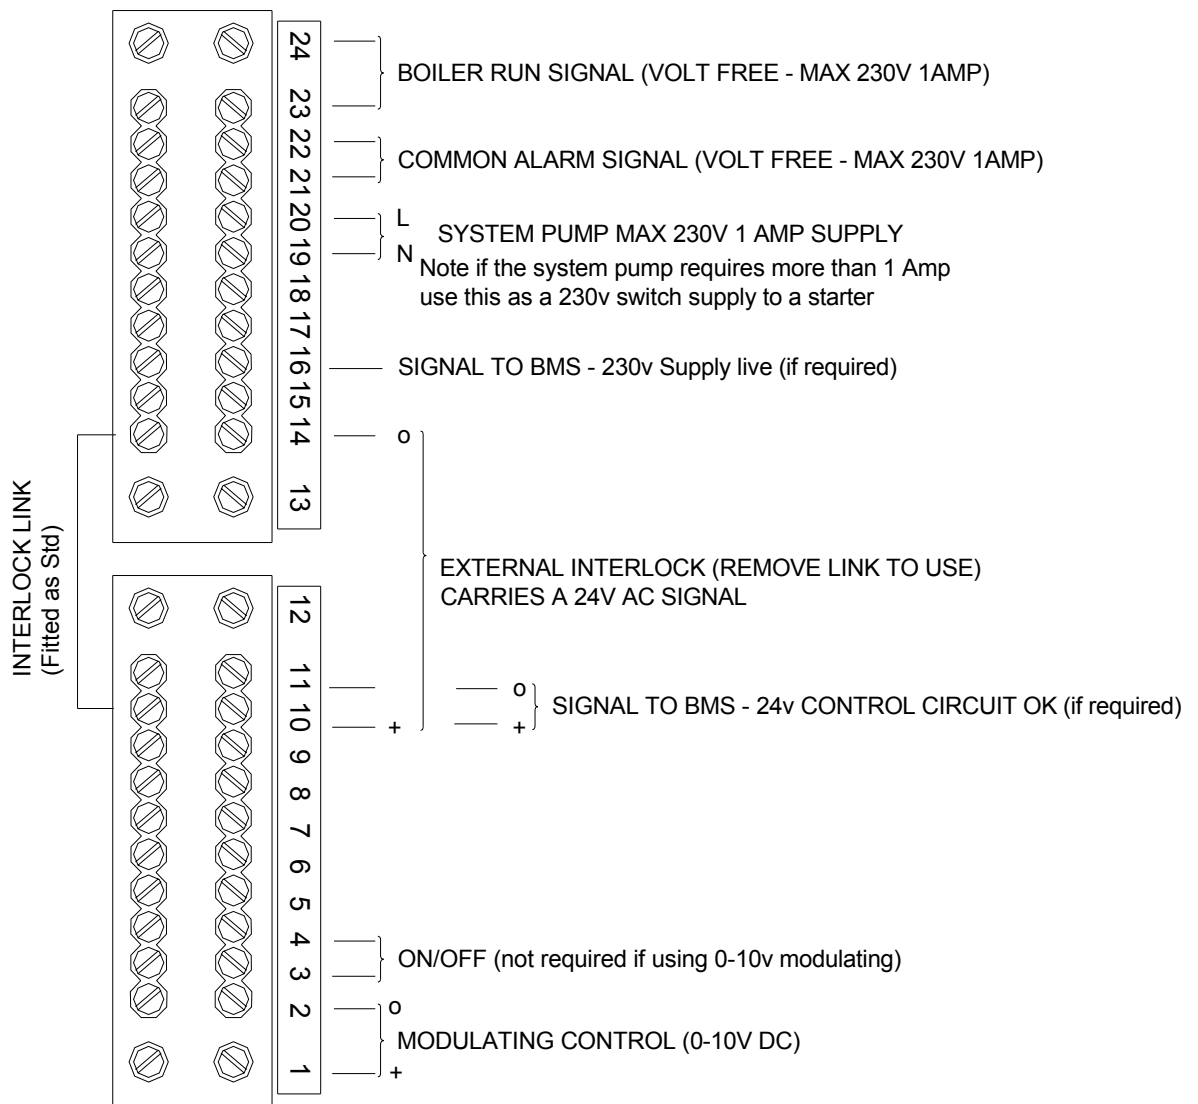 24
BOILER RUN SIGNAL (VOLT FREE - MAX 230V 1AMP)
23
22
COMMON ALARM SIGNAL (VOLT FREE - MAX 230V 1AMP)
21
20 L
SYSTEM PUMP MAX 230V 1 AMP SUPPLY
19 N
Note if the system pump requires more than 1 Amp
use this as a 230v switch supply to a starter
18
17
16 SIGNAL TO BMS - 230v Supply live (if required)
15
14 o
13
INTERLOCK LINK
(Fitted as Std)
EXTERNAL INTERLOCK (REMOVE LINK TO USE)
CARRIES A 24V AC SIGNAL
12
11 o
SIGNAL TO BMS - 24v CONTROL CIRCUIT OK (if required)
10 + +
9
8
7
6
5
4
ON/OFF (not required if using 0-10v modulating)
3
2 o
MODULATING CONTROL (0-10V DC)
1 +